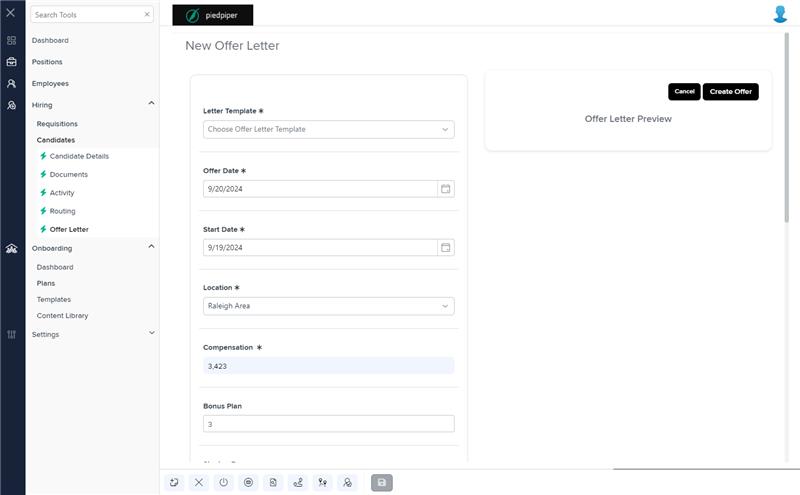 Search Tools
piedpiper
Dashboard
Positions
Employees
Hiring
Requisitions
Candidates
Candidate Details
Documents
Activity
Routing
Offer Letter
Onboarding
Dashboard
Plans
Templates
Content Library
Settings
New Offer Letter
Letter Template ✱
Choose Offer Letter Template
Offer Date ✱
9/20/2024
Start Date ✱
9/19/2024
Location ✱
Raleigh Area
Compensation ✱
3,423
Bonus Plan
3
Cancel
Create Offer
Offer Letter Preview